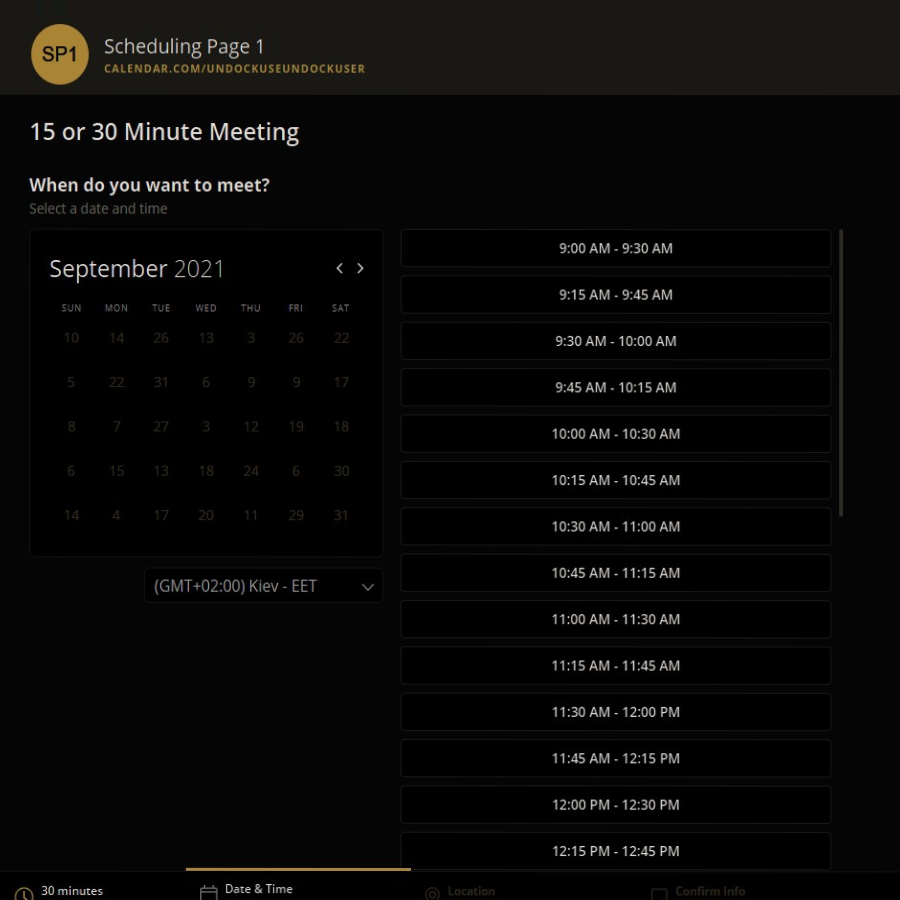 SP1
Scheduling Page 1
CALENDAR.COM/UNDOCKUSEUNDOCKUSER
15 or 30 Minute Meeting
When do you want to meet?
Select a date and time
September 2021
SUN MON TUE WED THU FRI SAT
10 14 26 13 3 26 22
5 22 31 6 9 9 17
8 7 27 3 12 19 18
6 15 13 18 24 6 30
14 4 17 20 11 29 31
(GMT+02:00) Kiev - EET
9:00 AM - 9:30 AM
9:15 AM - 9:45 AM
9:30 AM - 10:00 AM
9:45 AM - 10:15 AM
10:00 AM - 10:30 AM
10:15 AM - 10:45 AM
10:30 AM - 11:00 AM
10:45 AM - 11:15 AM
11:00 AM - 11:30 AM
11:15 AM - 11:45 AM
11:30 AM - 12:00 PM
11:45 AM - 12:15 PM
12:00 PM - 12:30 PM
12:15 PM - 12:45 PM
30 minutes
Date & Time
Location
Confirm Info